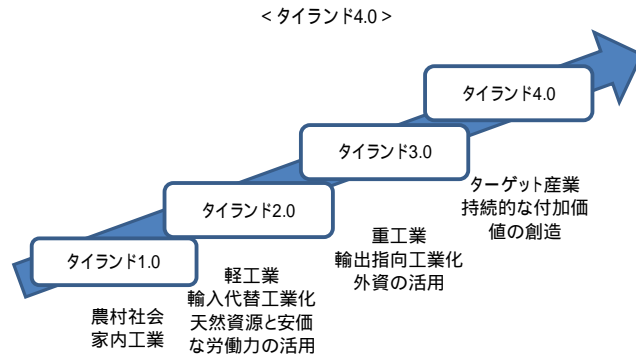 ＜タイランド4.0＞
タイランド4.0
タイランド3.0
ターゲット産業
持続的な付加価
値の創造
タイランド2.0
重工業
輸出指向工業化
外資の活用
タイランド1.0
軽工業
輸入代替工業化
天然資源と安価
な労働力の活用
農村社会
家内工業